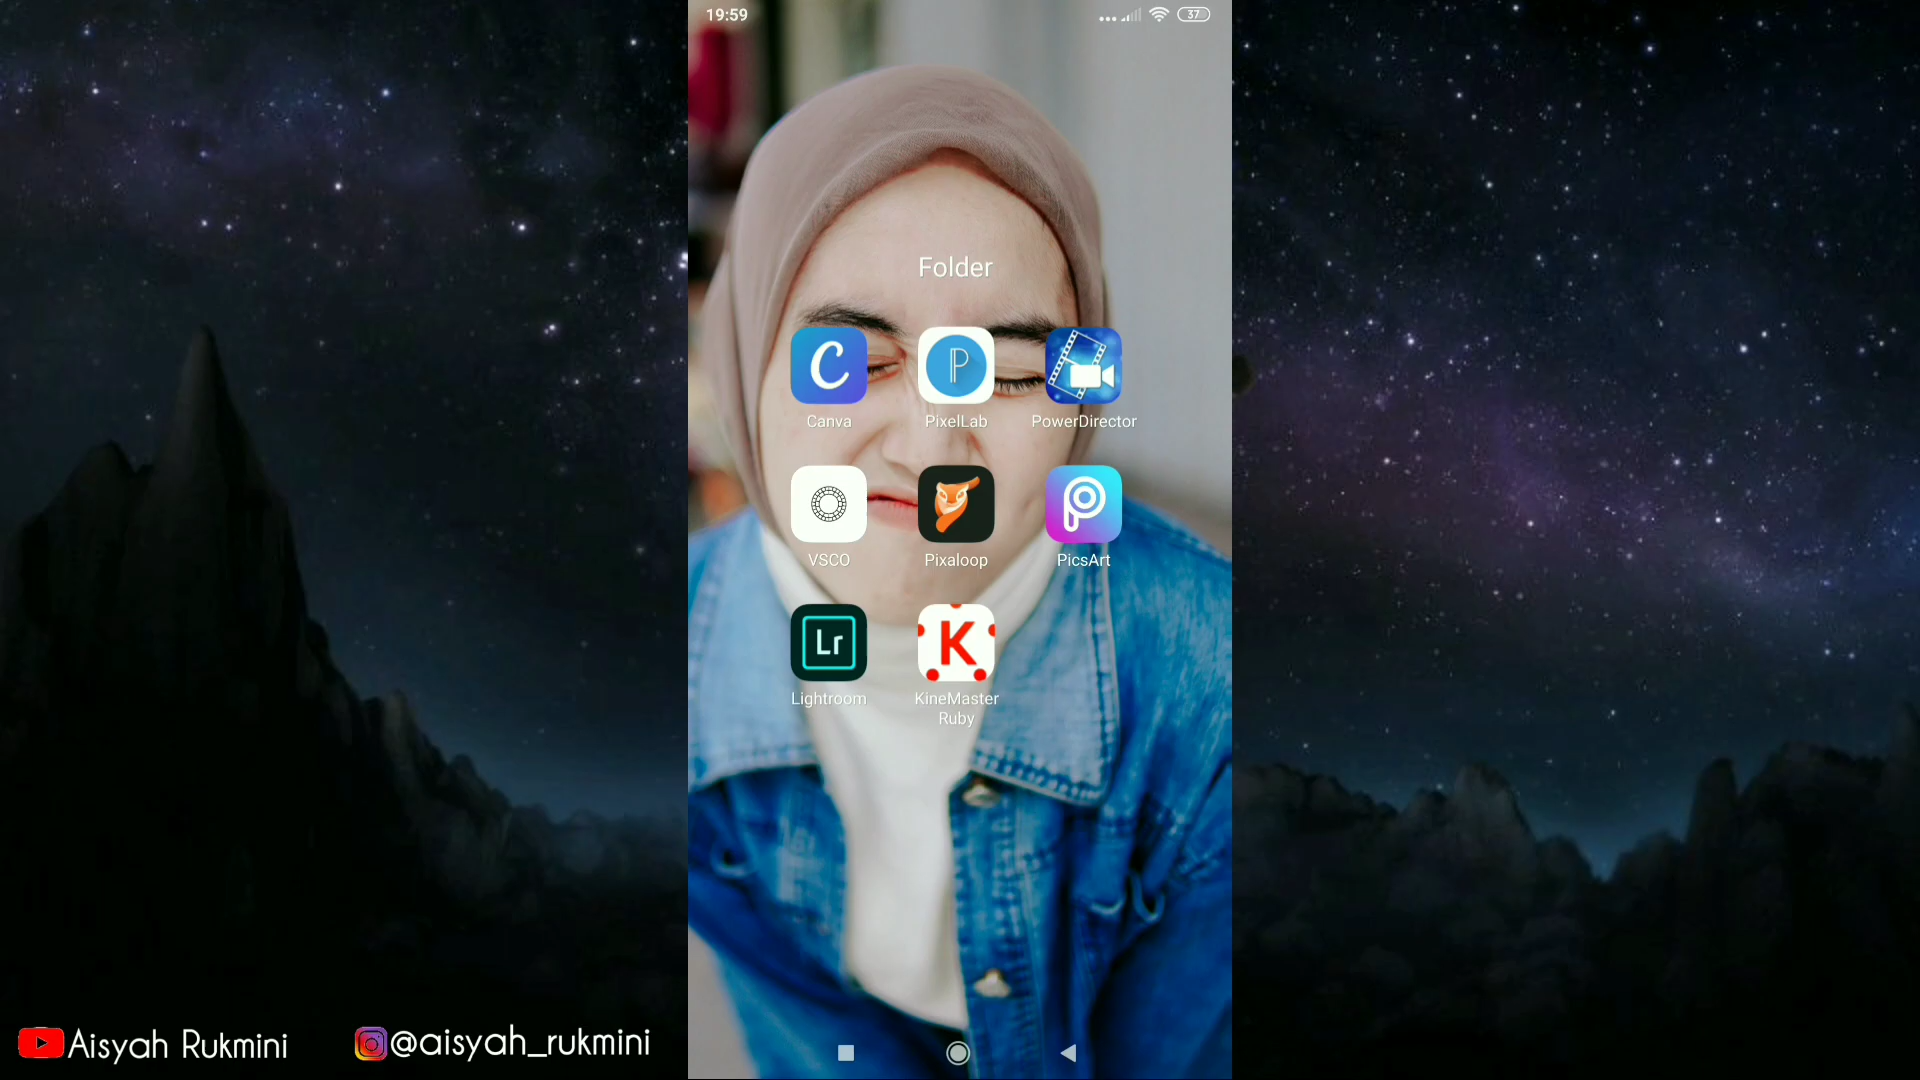 19:59
37
Folder
Canva
PixelLab
PowerDirector
VSCO
Pixaloop
PicsArt
Lr
Lightroom
K
KineMaster
Ruby
Aisyah Rukmini
@aisyah_rukmini